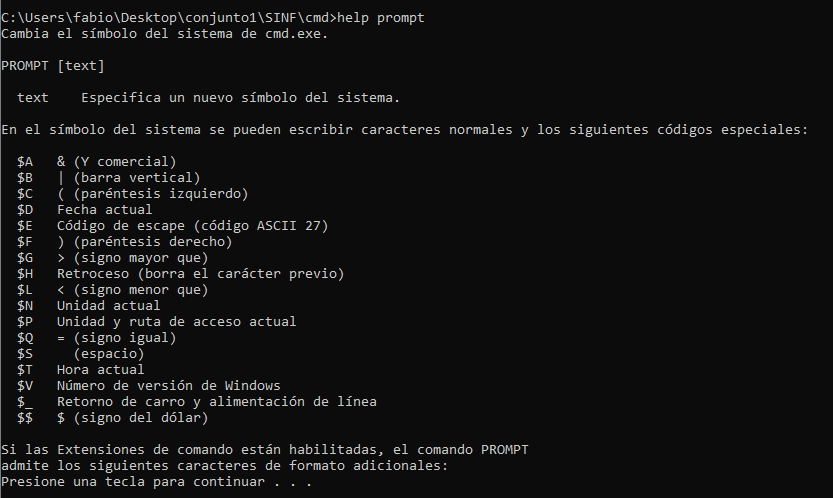 C:\Users\fabio\Desktop\conjunto1\SINF\cmd>help prompt
Cambia el símbolo del sistema de cmd.exe.

PROMPT [text]

  text    Especifica un nuevo símbolo del sistema.

En el símbolo del sistema se pueden escribir caracteres normales y los siguientes códigos especiales:

  $A   & (Y comercial)
  $B   | (barra vertical)
  $C   ( (paréntesis izquierdo)
  $D   Fecha actual
  $E   Código de escape (código ASCII 27)
  $F   ) (paréntesis derecho)
  $G   > (signo mayor que)
  $H   Retroceso (borra el carácter previo)
  $L   < (signo menor que)
  $N   Unidad actual
  $P   Unidad y ruta de acceso actual
  $Q   = (signo igual)
  $S     (espacio)
  $T   Hora actual
  $V   Número de versión de Windows
  $_   Retorno de carro y alimentación de línea
  $$   $ (signo del dólar)

Si las Extensiones de comando están habilitadas, el comando PROMPT
admite los siguientes caracteres de formato adicionales:
Presione una tecla para continuar . . .